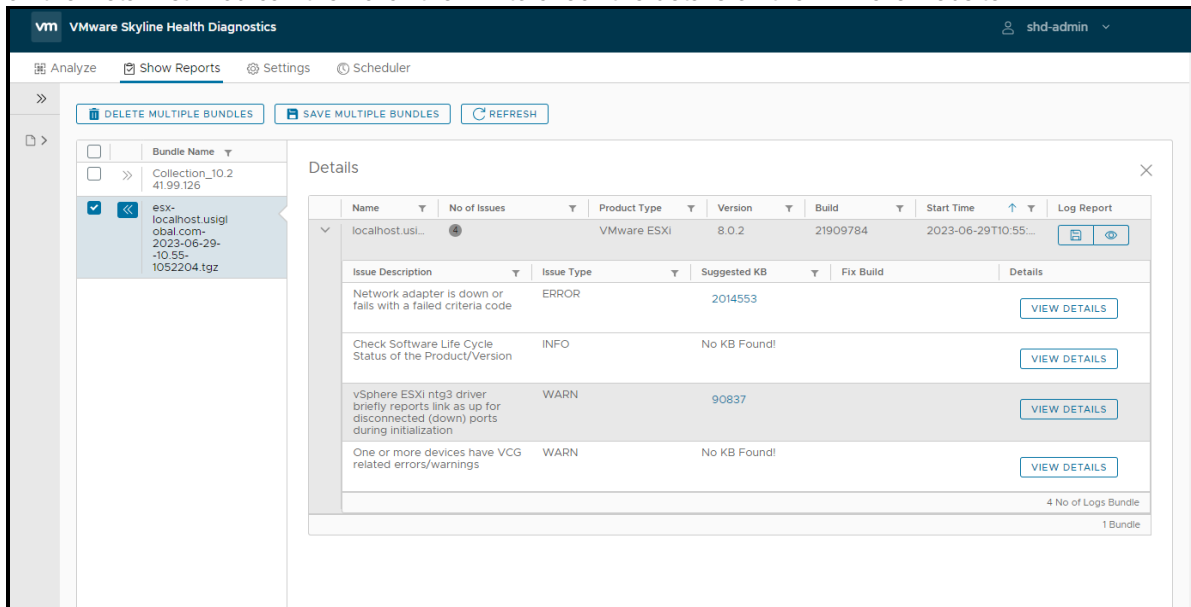 vm VMware Skyline Health Diagnostics
shd-admin
Analyze Show Reports Settings Scheduler
DELETE MULTIPLE BUNDLES SAVE MULTIPLE BUNDLES REFRESH
Bundle Name
Collection_10.2
41.99.126
esx-
localhost.usigl
obal.com-
2023-06-29-
-10.55-
1052204.tgz
Details
Name No of Issues Product Type Version Build Start Time Log Report
localhost.usi... 4 VMware ESXi 8.0.2 21909784 2023-06-29T10:55:...
Issue Description Issue Type Suggested KB Fix Build Details
Network adapter is down or
fails with a failed criteria code
ERROR 2014553 VIEW DETAILS
Check Software Life Cycle
Status of the Product/Version
INFO No KB Found! VIEW DETAILS
vSphere ESXi ntg3 driver
briefly reports link as up for
disconnected (down) ports
during initialization
WARN 90837 VIEW DETAILS
One or more devices have VCG
related errors/warnings
WARN No KB Found! VIEW DETAILS
4 No of Logs Bundle
1 Bundle